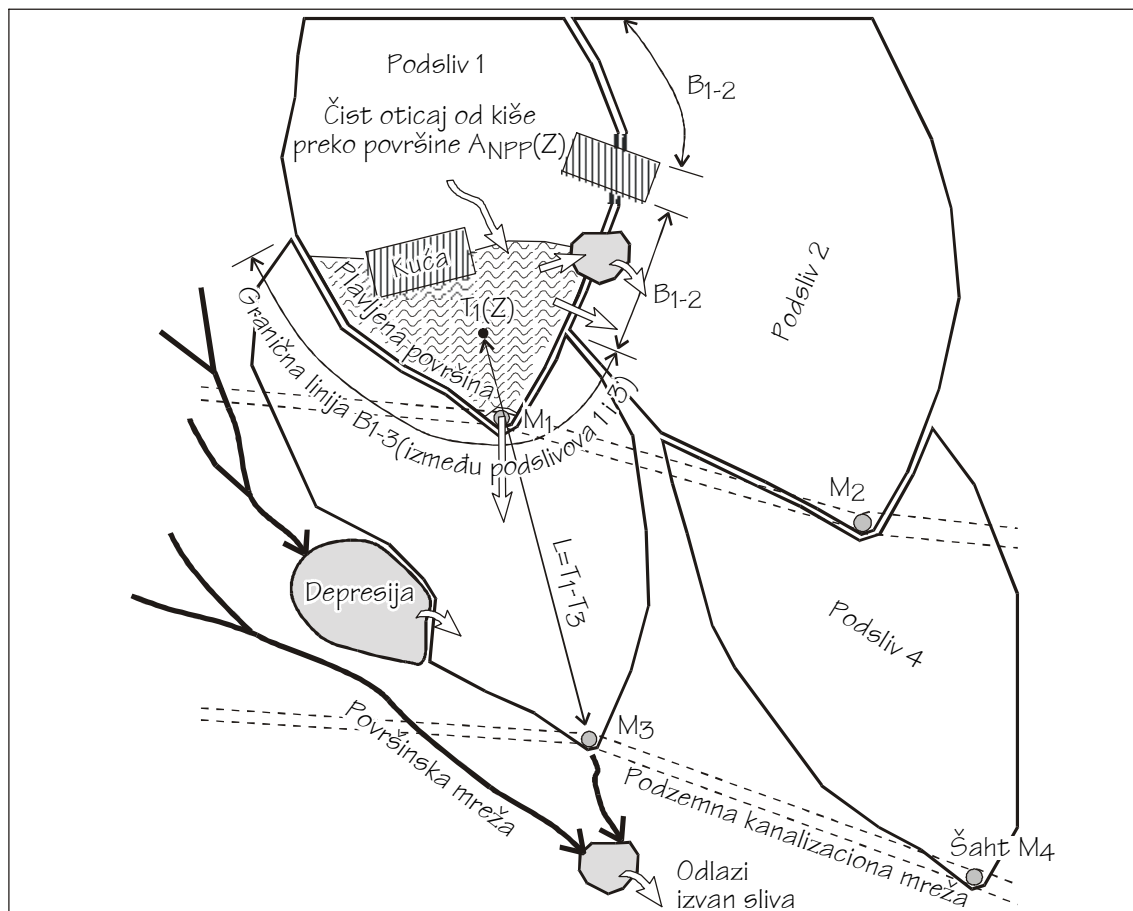 Podsliv 1
B1-2
Čist oticaj od kiše
preko površine ANPP(Z)
Podsliv 2
Kuća
B1-2
Plavljena površina
T1(Z)
Granična linija B1-3(između podslivova 1 i 3)
M1
M2
L=T1-T3
Depresija
Podsliv 4
M3
Površinska mreža
Podzemna kanalizaciona mreža
Šaht M4
Odlazi
izvan sliva